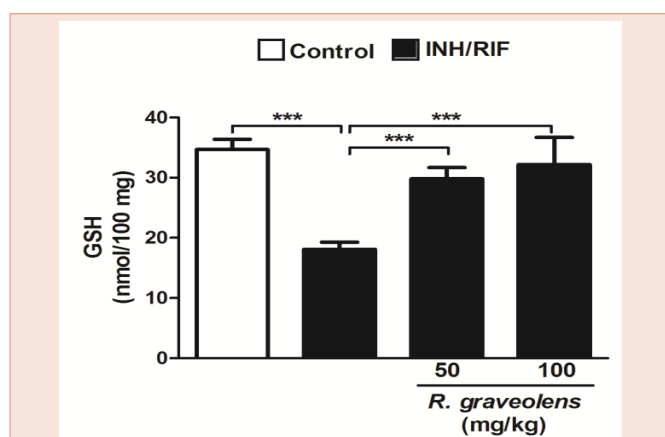 Control INH/RIF
***
***
***
40
30
20
10
0
GSH
(nmol/100 mg)
50 100
R. graveolens
(mg/kg)